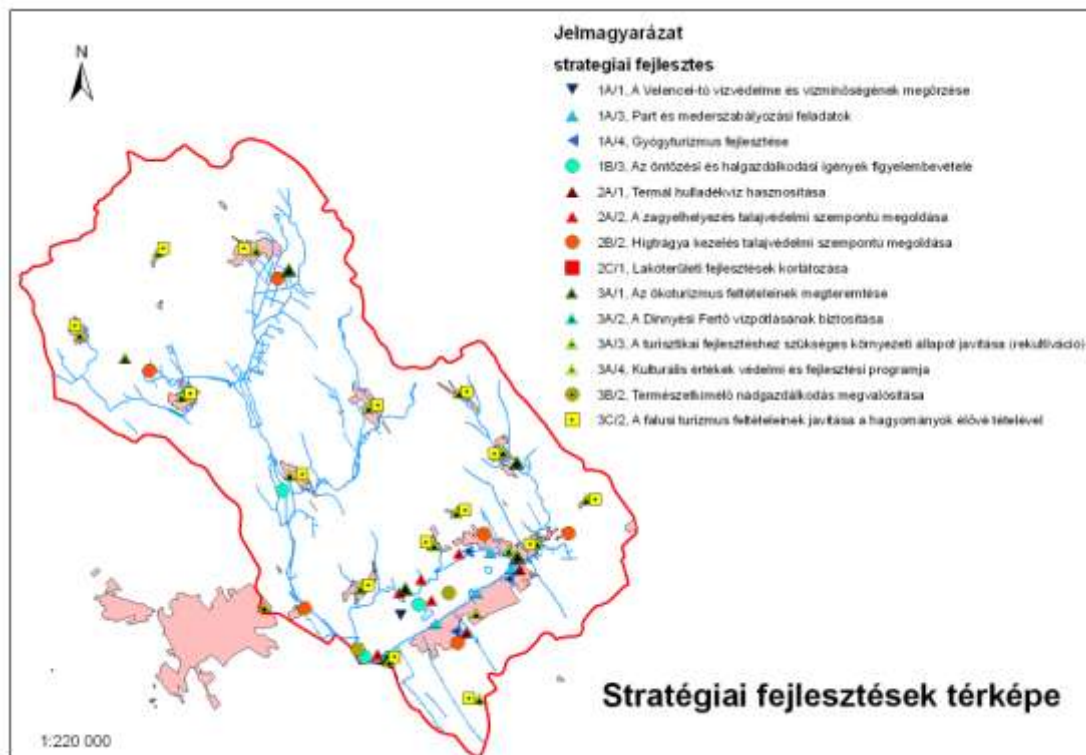 N
Jelmagyarázat
strategiai fejlesztes
1A/1, A Velencei-tó vízvédelme és vízminőségének megőrzése
1A/3, Part és mederszabályozási feladatok
1A/4, Gyógyturizmus fejlesztése
1B/3, Az öntözési és halgazdálkodási igények figyelembevétele
2A/1, Termál hulladékvíz hasznosítása
2A/2, A zagyelhelyezés talajvédelmi szempontú megoldása
2B/2, Hígtrágya kezelés talajvédelmi szempontú megoldása
2C/1, Lakóterületi fejlesztések korlátozása
3A/1, Az ökoturizmus feltételeinek megteremtése
3A/2, A Dinnyési Fertő vízpótlásának biztosítása
3A/3, A turisztikai fejlesztéshez szükséges környezeti állapot javítása (rekultiváció)
3A/4, Kulturális értékek védelmi és fejlesztési programja
3B/2, Természetkímélő nádgazdálkodás megvalósítása
3C/2, A falusi turizmus feltételeinek javítása a hagyományok élővé tételével
Stratégiai fejlesztések térképe
1:220 000